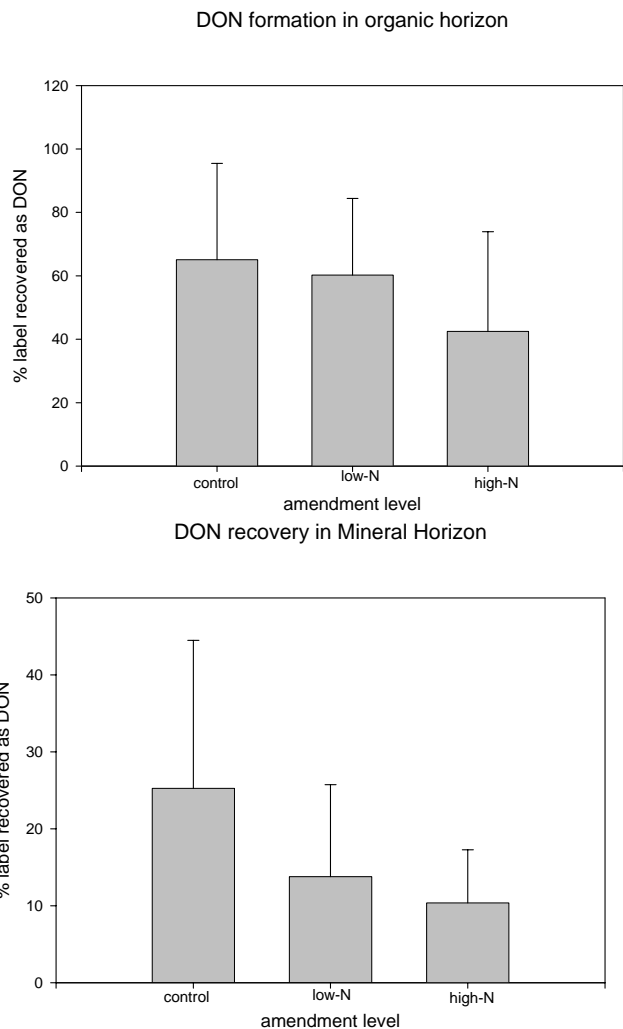 DON formation in organic horizon
120
100
80
60
40
20
0
% label recovered as DON
control low-N high-N
amendment level
DON recovery in Mineral Horizon
50
40
30
20
10
0
% label recovered as DON
control low-N high-N
amendment level